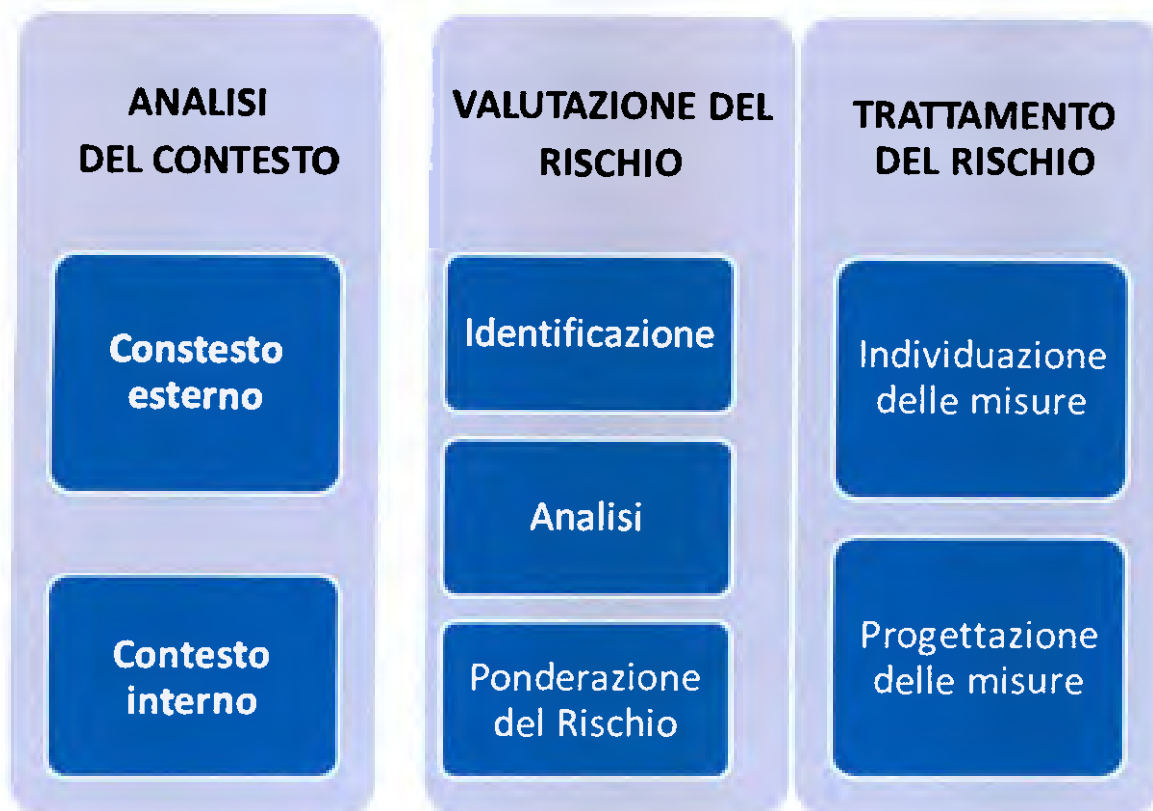 ANALISI
DEL CONTESTO
Constesto
esterno
Contesto
interno
VALUTAZIONE DEL
RISCHIO
Identificazione
Analisi
Ponderazione
del Rischio
TRATTAMENTO
DEL RISCHIO
Individuazione
delle misure
Progettazione
delle misure